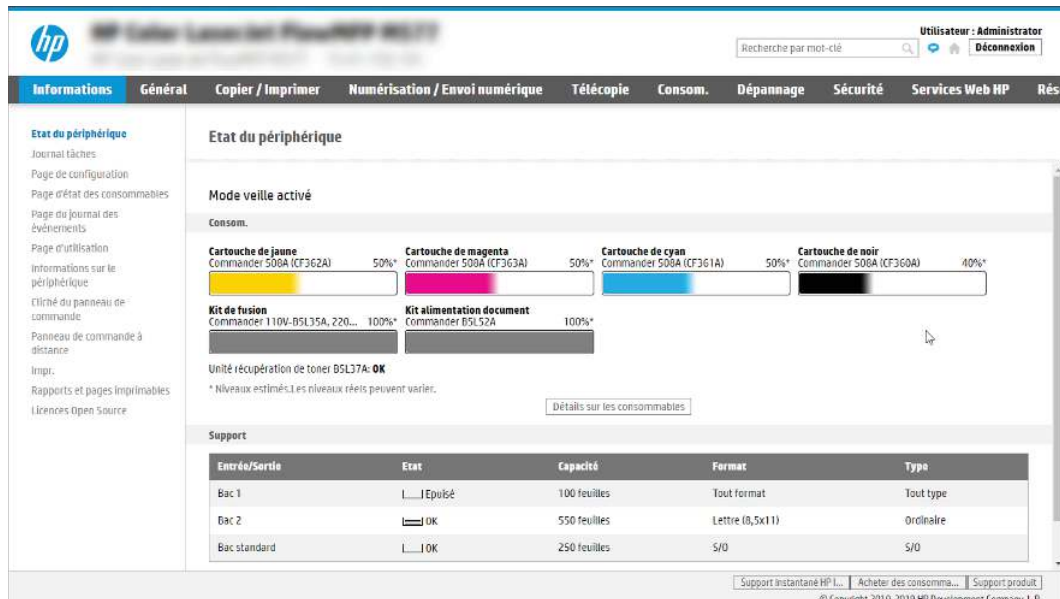 hp
Utilisateur : Administrator
Recherche par mot-clé
Déconnexion
Informations Général Copier / Imprimer Numérisation / Envoi numérique Télécopie Consom. Dépannage Sécurité Services Web HP Rés
Etat du périphérique
Journal tâches
Page de configuration
Page d'état des consommables
Page du journal des
événements
Page d'utilisation
Informations sur le
périphérique
Cliché du panneau de
commande
Panneau de commande à
distance
Impr.
Rapports et pages imprimables
Licences Open Source
Etat du périphérique
Mode veille activé
Consom.
Cartouche de jaune
Commander 508A (CF362A) 50%*
Cartouche de magenta
Commander 508A (CF363A) 50%*
Cartouche de cyan
Commander 508A (CF361A) 50%*
Cartouche de noir
Commander 508A (CF360A) 40%*
Kit de fusion
Commander 110V-B5L35A, 220... 100%*
Kit alimentation document
Commander B5L52A 100%*
Unité récupération de toner B5L37A: OK
* Niveaux estimés.Les niveaux réels peuvent varier.
Détails sur les consommables
Support
Entrée/Sortie Etat Capacité Format Type
Bac 1 Epuisé 100 feuilles Tout format Tout type
Bac 2 OK 550 feuilles Lettre (8,5x11) Ordinaire
Bac standard OK 250 feuilles S/O S/O
Support instantané HP I... Acheter des consomma... Support produit
© Copyright 2010-2019 HP Development Company, L.P.